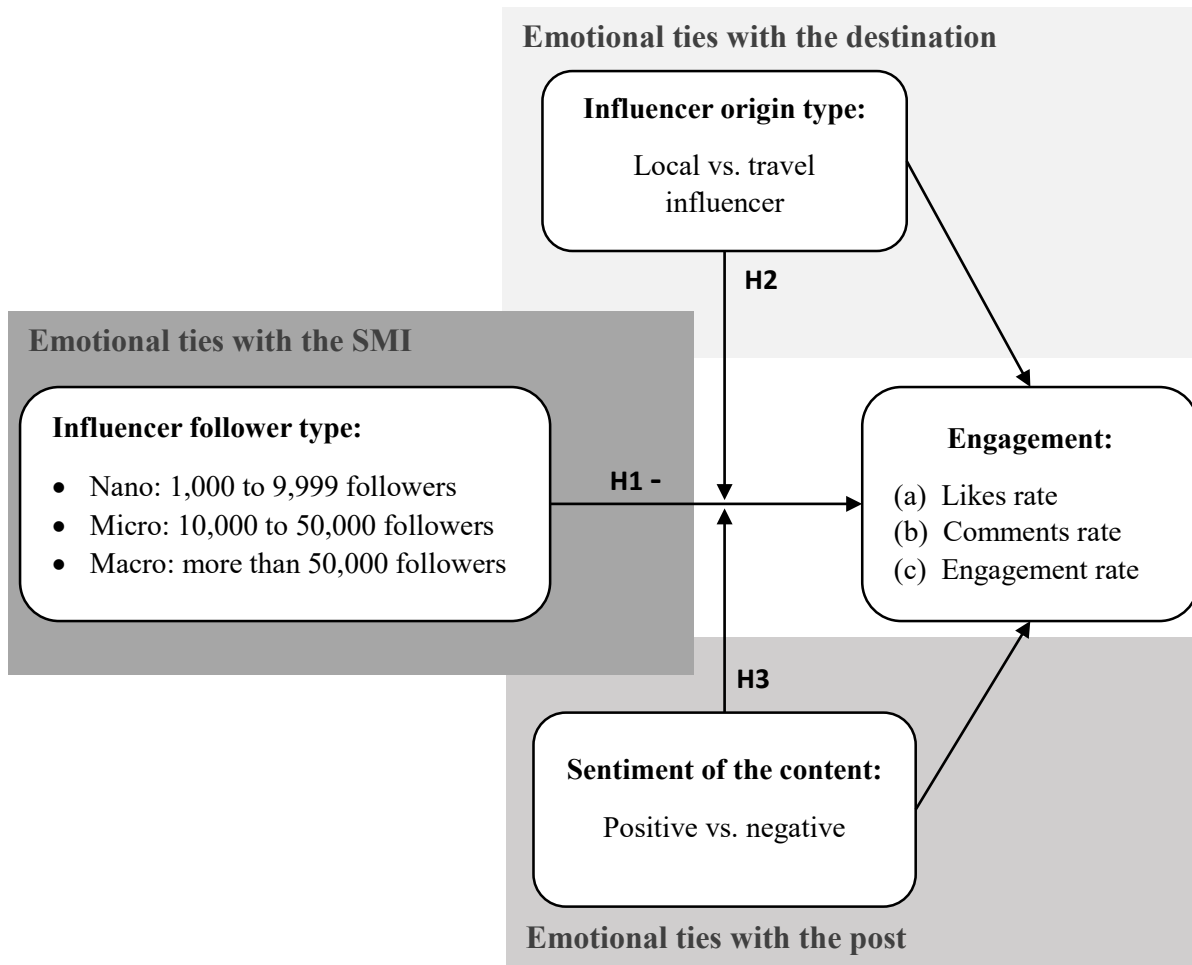 Emotional ties with the destination
Influencer origin type:
Local vs. travel
influencer
H2
Emotional ties with the SMI
Influencer follower type:
• Nano: 1,000 to 9,999 followers
• Micro: 10,000 to 50,000 followers
• Macro: more than 50,000 followers
H1 -
Engagement:
(a) Likes rate
(b) Comments rate
(c) Engagement rate
H3
Sentiment of the content:
Positive vs. negative
Emotional ties with the post